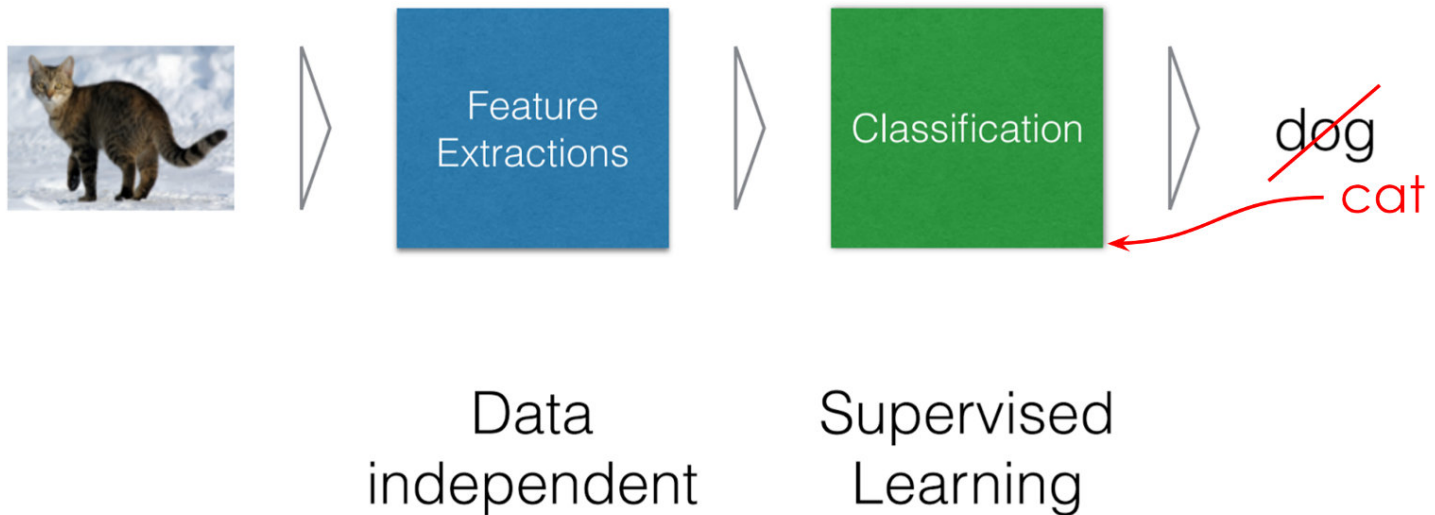 Feature
Extractions
Classification
dog
cat
Data
independent
Supervised
Learning